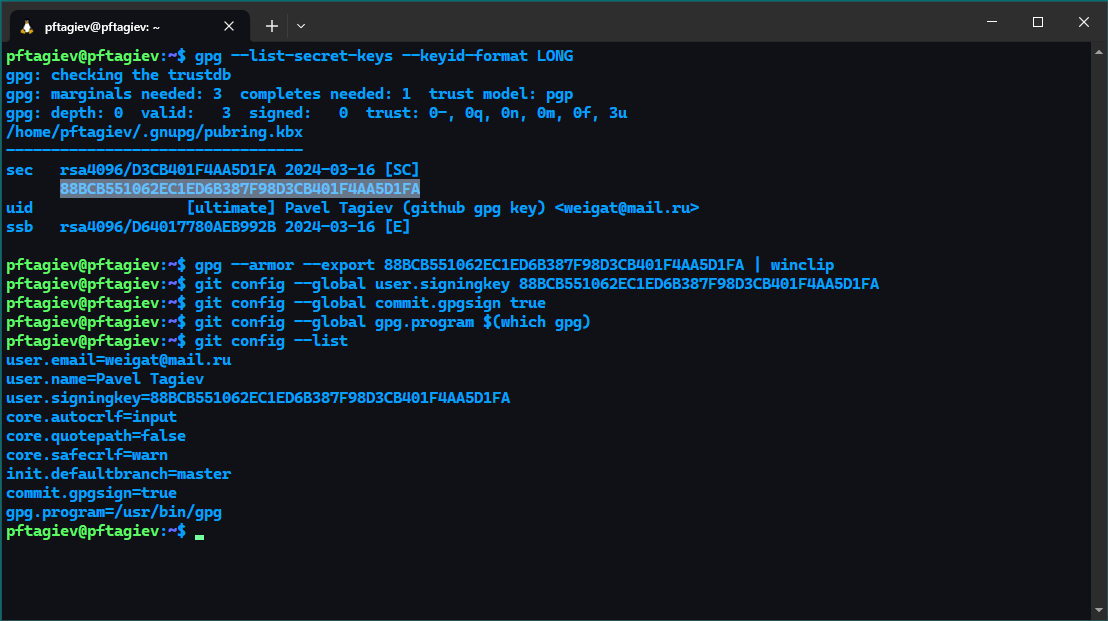 pftagiev@pftagiev: ~
pftagiev@pftagiev:~$ gpg --list-secret-keys --keyid-format LONG
gpg: checking the trustdb
gpg: marginals needed: 3  completes needed: 1  trust model: pgp
gpg: depth: 0  valid:   3  signed:   0  trust: 0-, 0q, 0n, 0m, 0f, 3u
/home/pftagiev/.gnupg/pubring.kbx
---------------------------------
sec   rsa4096/D3CB401F4AA5D1FA 2024-03-16 [SC]
      88BCB551062EC1ED6B387F98D3CB401F4AA5D1FA
uid                 [ultimate] Pavel Tagiev (github gpg key) <weigat@mail.ru>
ssb   rsa4096/D64017780AEB992B 2024-03-16 [E]

pftagiev@pftagiev:~$ gpg --armor --export 88BCB551062EC1ED6B387F98D3CB401F4AA5D1FA | winclip
pftagiev@pftagiev:~$ git config --global user.signingkey 88BCB551062EC1ED6B387F98D3CB401F4AA5D1FA
pftagiev@pftagiev:~$ git config --global commit.gpgsign true
pftagiev@pftagiev:~$ git config --global gpg.program $(which gpg)
pftagiev@pftagiev:~$ git config --list
user.email=weigat@mail.ru
user.name=Pavel Tagiev
user.signingkey=88BCB551062EC1ED6B387F98D3CB401F4AA5D1FA
core.autocrlf=input
core.quotepath=false
core.safecrlf=warn
init.defaultbranch=master
commit.gpgsign=true
gpg.program=/usr/bin/gpg
pftagiev@pftagiev:~$